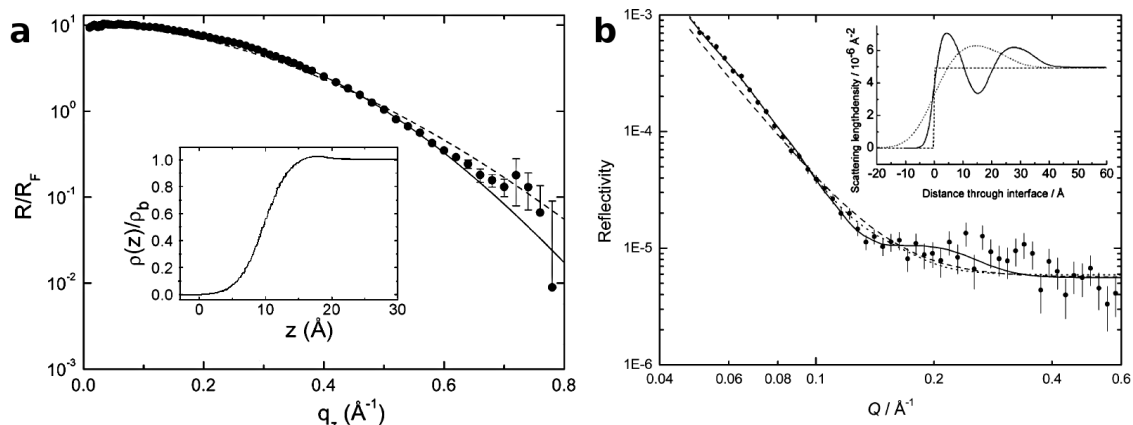 a
R/R_F
10^1
10^0
10^-1
10^-2
10^-3
0.0 0.2 0.4 0.6 0.8
q_z (Å^-1)
ρ(z)/ρ_b
1.0
0.8
0.6
0.4
0.2
0.0
0 10 20 30
z (Å)
b
Reflectivity
1E-3
1E-4
1E-5
1E-6
0.04 0.06 0.08 0.1 0.2 0.4 0.6
Q / Å^-1
Scattering lengthdensity / 10^-6 Å^-2
6
4
2
0
-20 -10 0 10 20 30 40 50 60
Distance through interface / Å